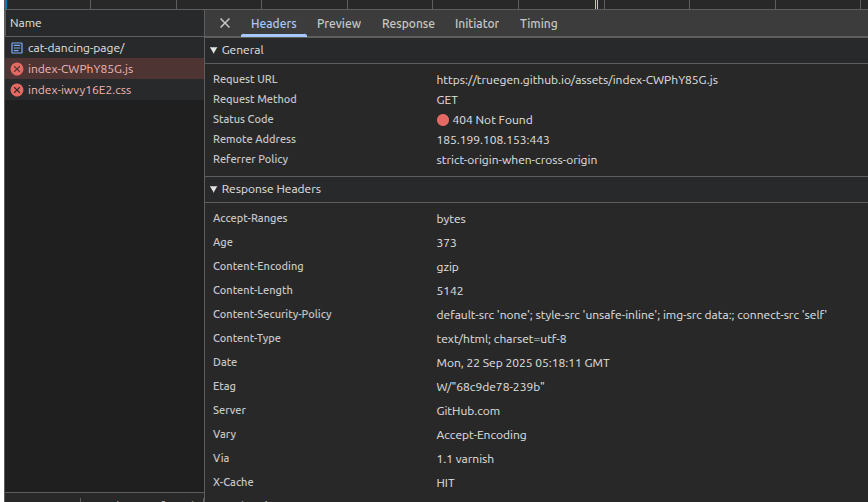 Name
Headers Preview Response Initiator Timing
cat-dancing-page/
index-CWPhY85G.js
index-iwvy16E2.css
General
Request URL https://truegen.github.io/assets/index-CWPhY85G.js
Request Method GET
Status Code 404 Not Found
Remote Address 185.199.108.153:443
Referrer Policy strict-origin-when-cross-origin
Response Headers
Accept-Ranges bytes
Age 373
Content-Encoding gzip
Content-Length 5142
Content-Security-Policy default-src 'none'; style-src 'unsafe-inline'; img-src data:; connect-src 'self'
Content-Type text/html; charset=utf-8
Date Mon, 22 Sep 2025 05:18:11 GMT
Etag W/"68c9de78-239b"
Server GitHub.com
Vary Accept-Encoding
Via 1.1 varnish
X-Cache HIT